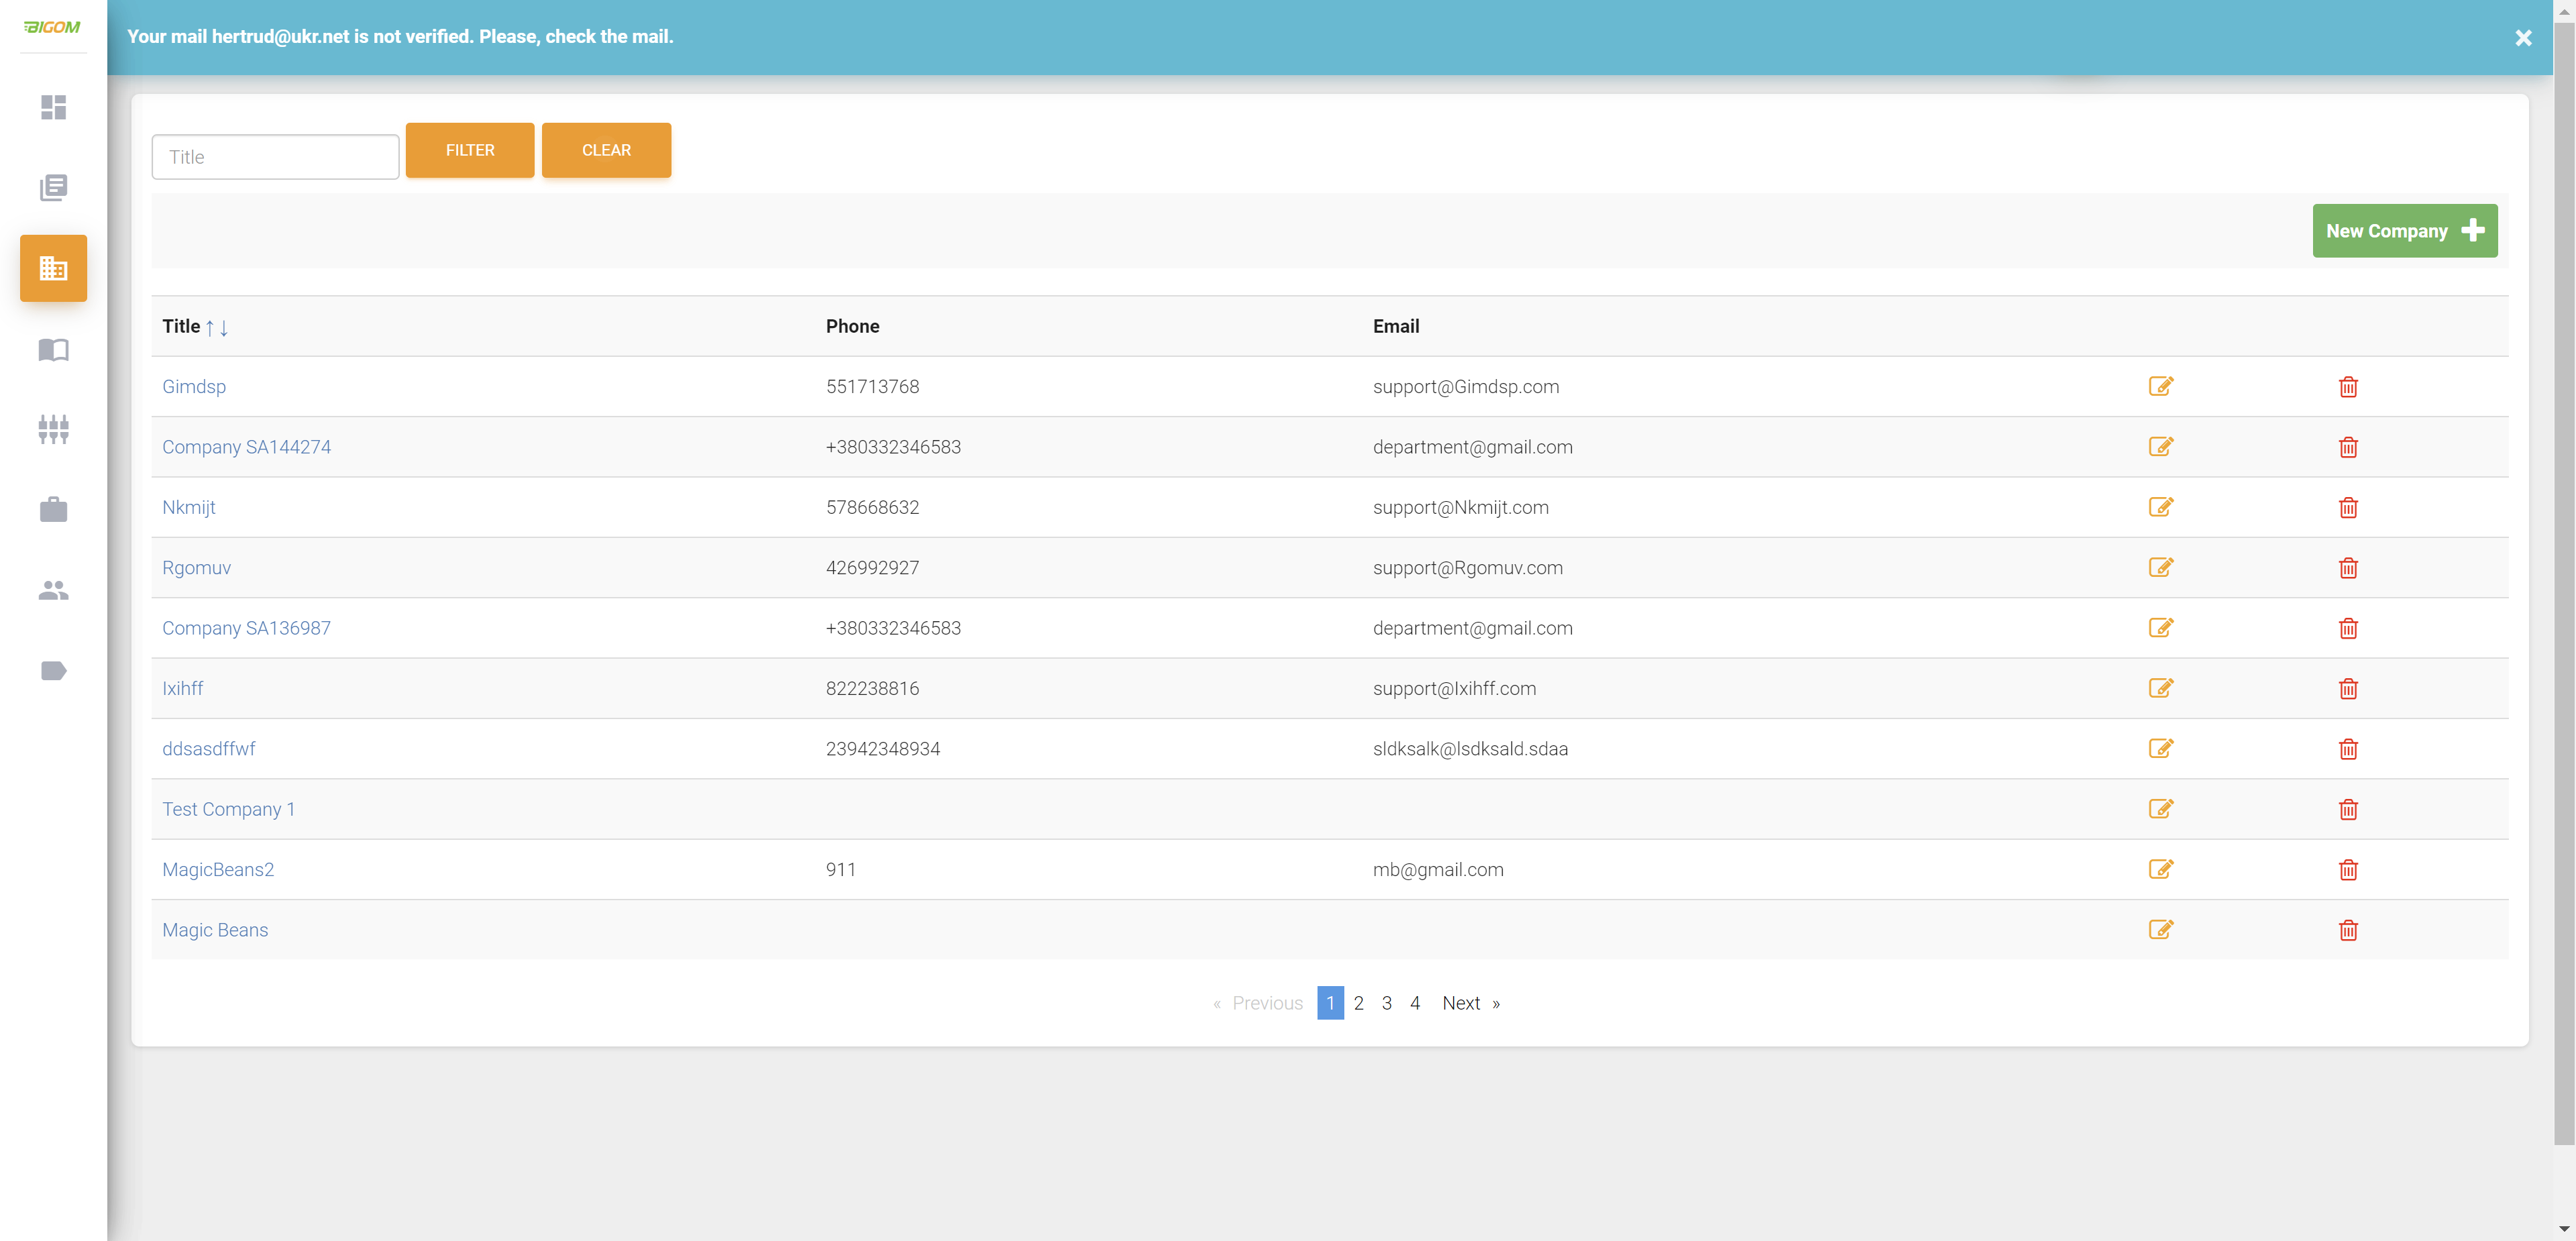 BIGOM
Your mail hertrud@ukr.net is not verified. Please, check the mail.
Title FILTER CLEAR
New Company
Title ↑↓ Phone Email
Gimdsp 551713768 support@Gimdsp.com
Company SA144274 +380332346583 department@gmail.com
Nkmijt 578668632 support@Nkmijt.com
Rgomuv 426992927 support@Rgomuv.com
Company SA136987 +380332346583 department@gmail.com
Ixihff 822238816 support@Ixihff.com
ddsasdffwf 23942348934 sldksalk@lsdksald.sdaa
Test Company 1
MagicBeans2 911 mb@gmail.com
Magic Beans
« Previous 1 2 3 4 Next »